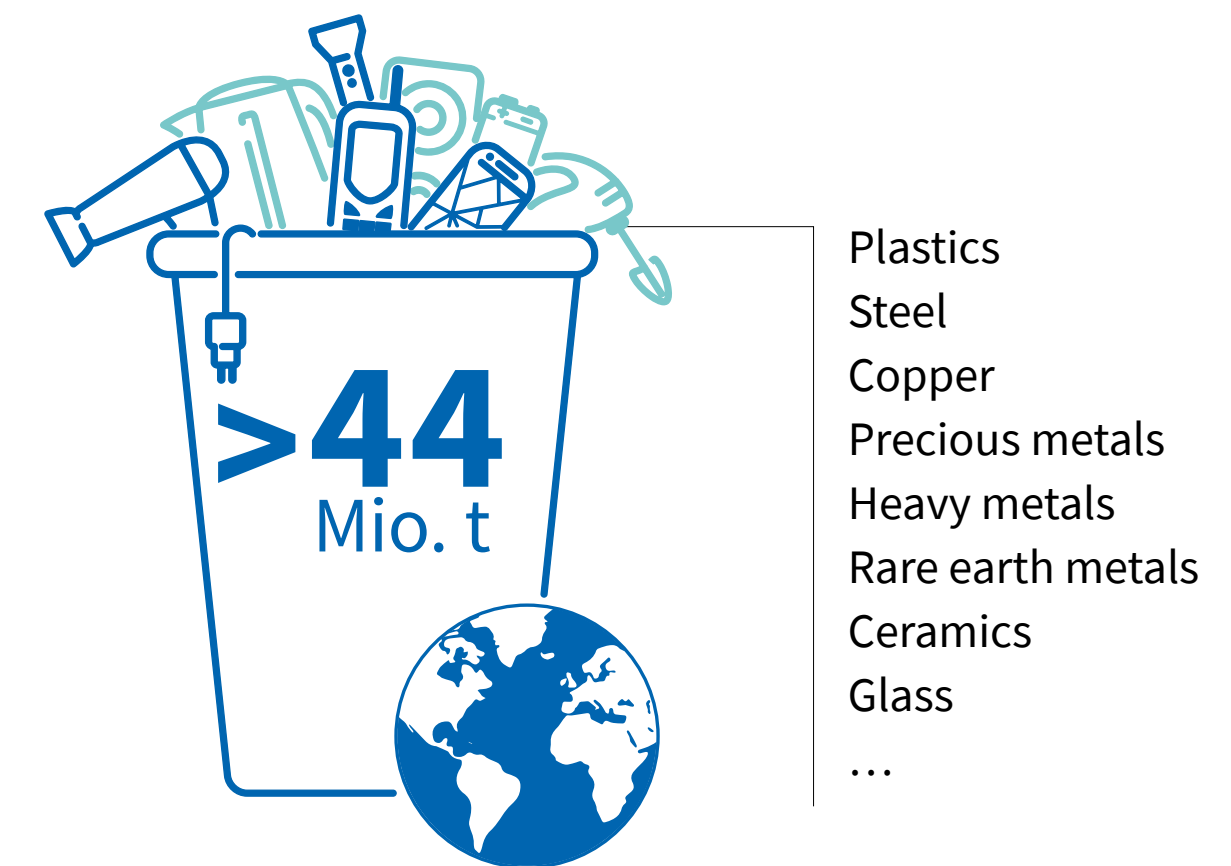 >44
Mio. t
Plastics
Steel
Copper
Precious metals
Heavy metals
Rare earth metals
Ceramics
Glass
…